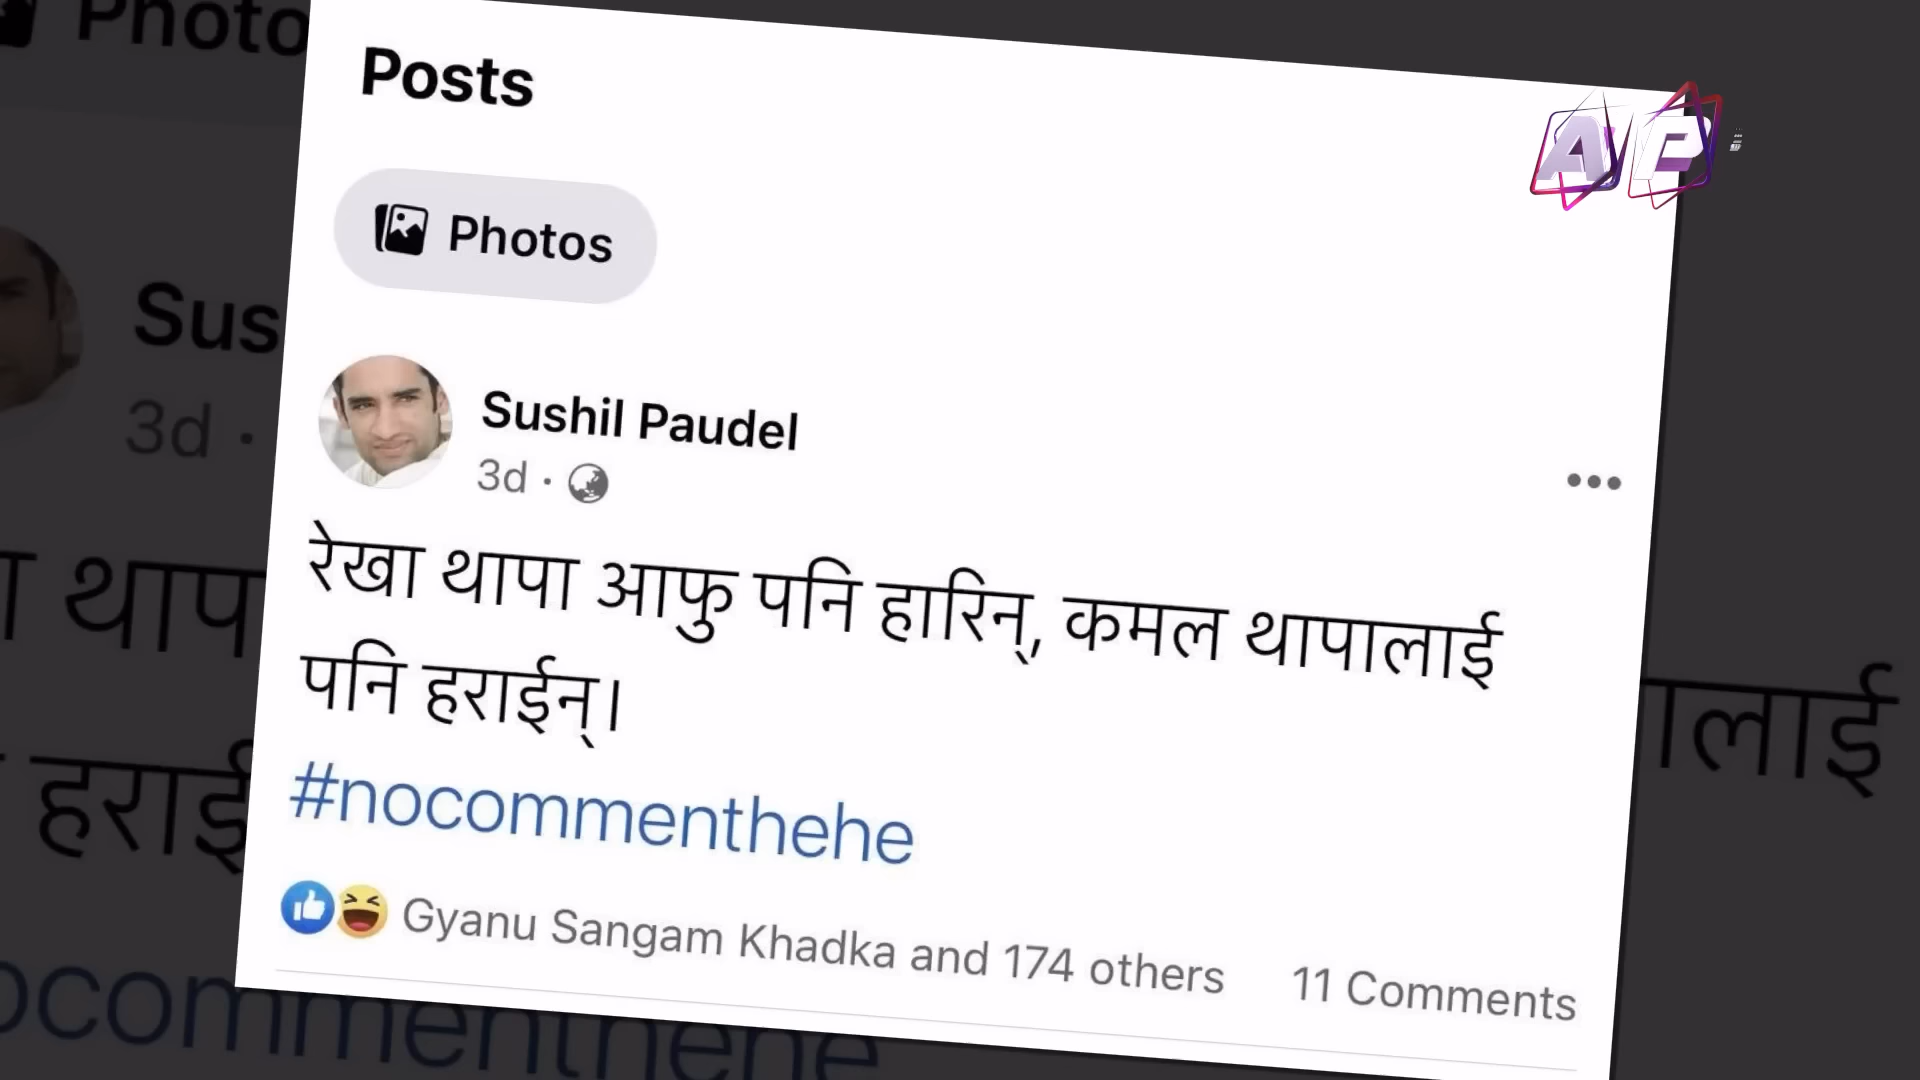 Posts
Photos
Sushil Paudel
3d ·
रेखा थापा आफु पनि हारिन्, कमल थापालाई
पनि हराईन्।
#nocommenthehe
Gyanu Sangam Khadka and 174 others 11 Comments
AP